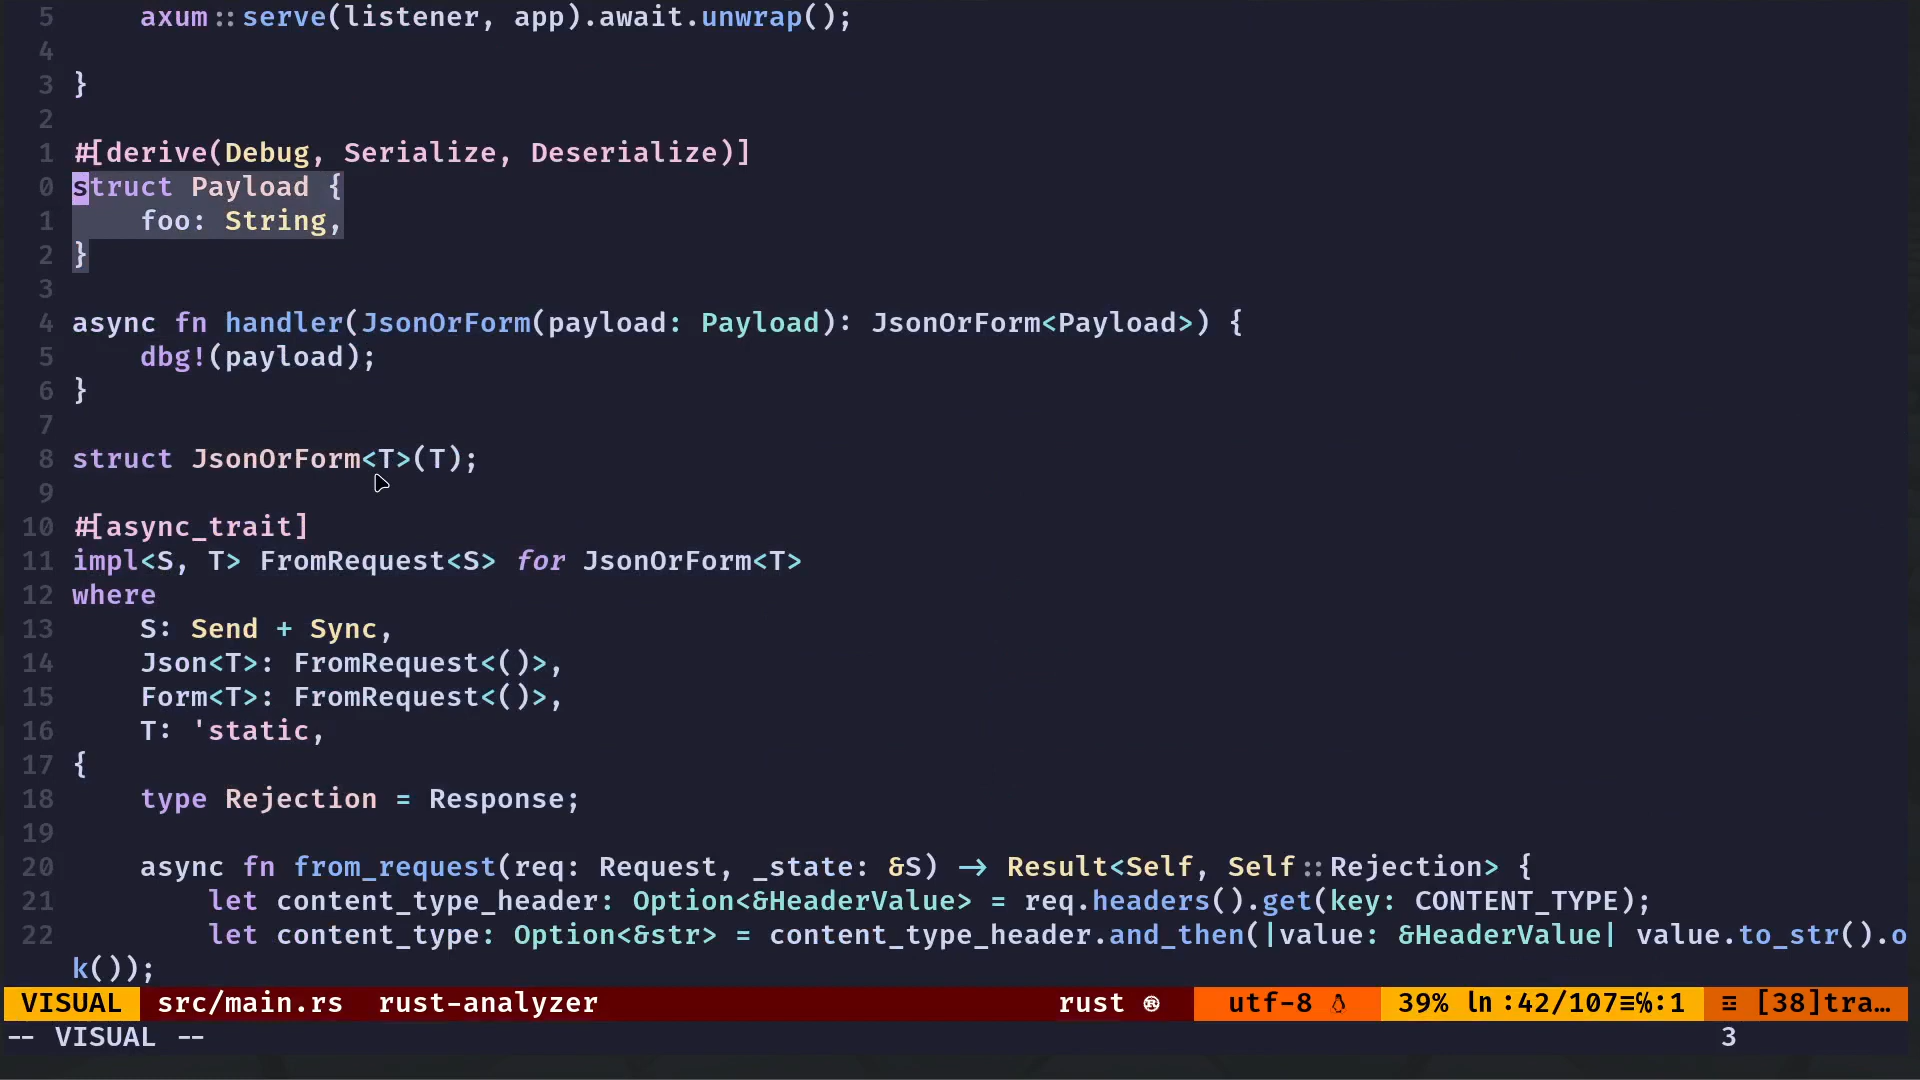 5     axum::serve(listener, app).await.unwrap();
4
3 }
2
1 #[derive(Debug, Serialize, Deserialize)]
0 struct Payload {
1     foo: String,
2 }
3
4 async fn handler(JsonOrForm(payload: Payload): JsonOrForm<Payload>) {
5     dbg!(payload);
6 }
7
8 struct JsonOrForm<T>(T);
9
10 #[async_trait]
11 impl<S, T> FromRequest<S> for JsonOrForm<T>
12 where
13     S: Send + Sync,
14     Json<T>: FromRequest<()>,
15     Form<T>: FromRequest<()>,
16     T: 'static,
17 {
18     type Rejection = Response;
19
20     async fn from_request(req: Request, _state: &S) -> Result<Self, Self::Rejection> {
21         let content_type_header: Option<&HeaderValue> = req.headers().get(key: CONTENT_TYPE);
22         let content_type: Option<&str> = content_type_header.and_then(|value: &HeaderValue| value.to_str().o
k());
VISUAL src/main.rs rust-analyzer rust utf-8 39% ln :42/107≡℅:1 ≡ [38]tra…
-- VISUAL -- 3